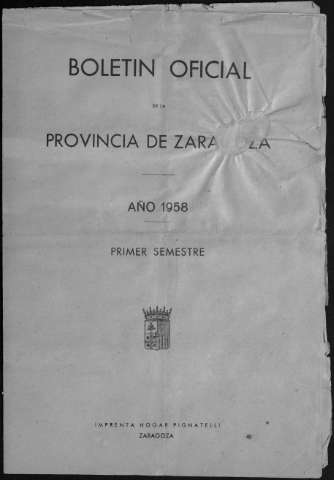 BOLETIN OFICIAL
DE LA
PROVINCIA DE ZARA ZA
AÑO 1958
PRIMER SEMESTRE
IMPRENTA HOGAR PIGNATELLI
ZARAGOZA